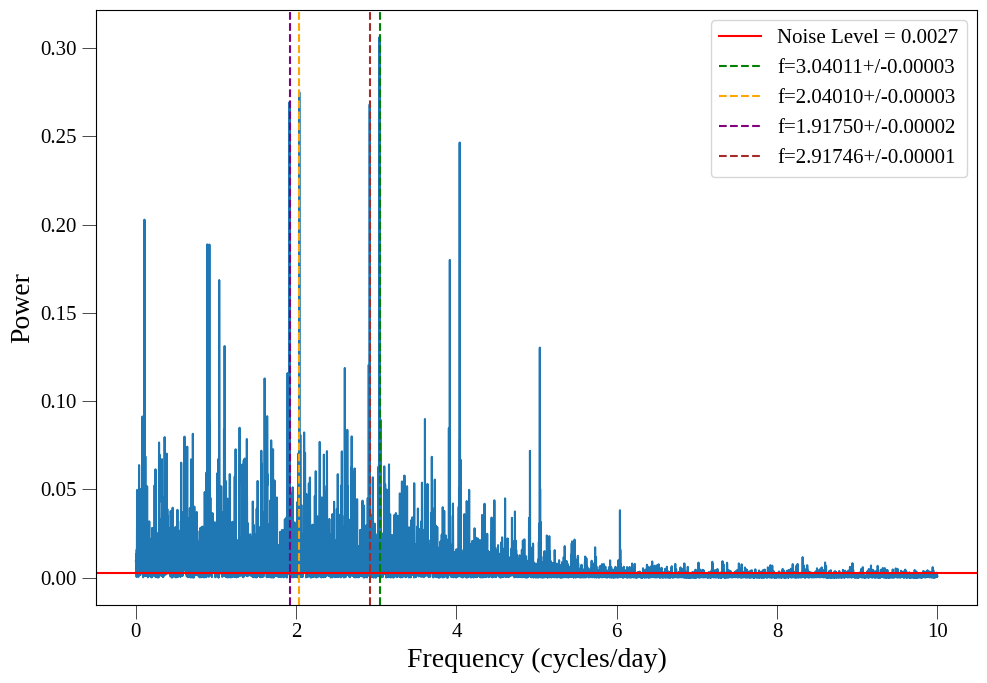 Noise Level = 0.0027
f=3.04011+/-0.00003
f=2.04010+/-0.00003
f=1.91750+/-0.00002
f=2.91746+/-0.00001
Power
0.30
0.25
0.20
0.15
0.10
0.05
0.00
0 2 4 6 8 10
Frequency (cycles/day)